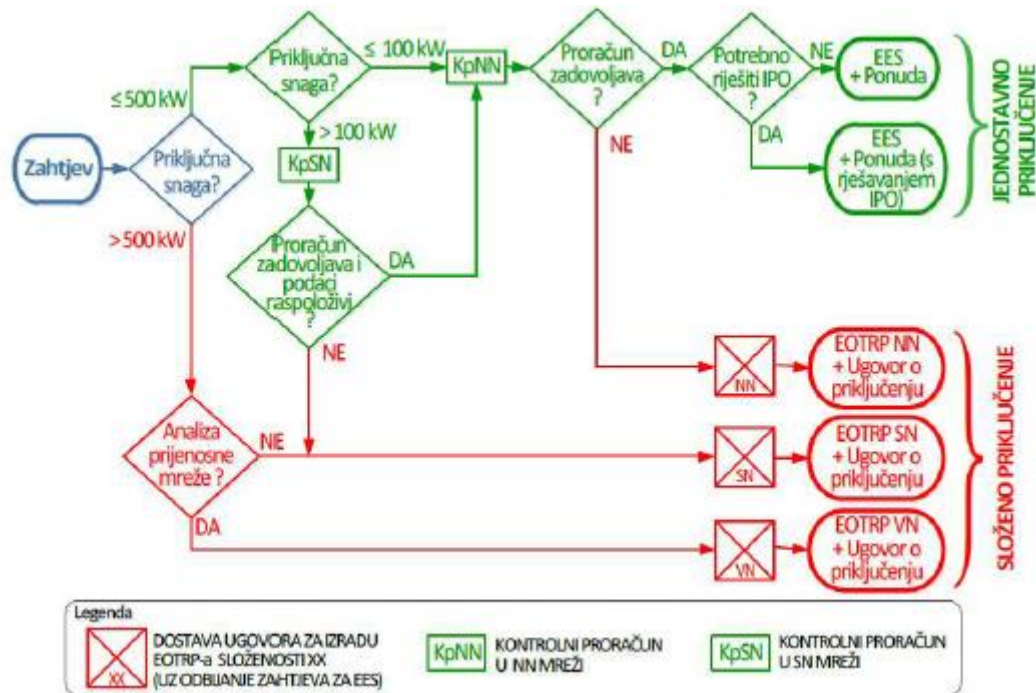 Zahtjev
Priključna
snaga?
≤ 500 kW
> 500 kW
Priključna
snaga?
≤ 100 kW
> 100 kW
KpSN
Proračun
zadovoljava i
podaci
raspoloživi
?
DA
NE
KpNN
Proračun
zadovoljava
?
DA
NE
Potrebno
riješiti IPO
?
NE
DA
EES
+ Ponuda
EES
+ Ponuda (s
rješavanjem
IPO)
JEDNOSTAVNO
PRIKLJUČENJE
Analiza
prijenosne
mreže ?
NE
DA
NN
EOTRP NN
+ Ugovor o
priključenju
SN
EOTRP SN
+ Ugovor o
priključenju
VN
EOTRP VN
+ Ugovor o
priključenju
SLOŽENO PRIKLJUČENJE
Legenda
XX
DOSTAVA UGOVORA ZA IZRADU
EOTRP-a SLOŽENOSTI XX
(UZ ODBIJANJE ZAHTJEVA ZA EES)
KpNN
KONTROLNI PRORAČUN
U NN MREŽI
KpSN
KONTROLNI PRORAČUN
U SN MREŽI